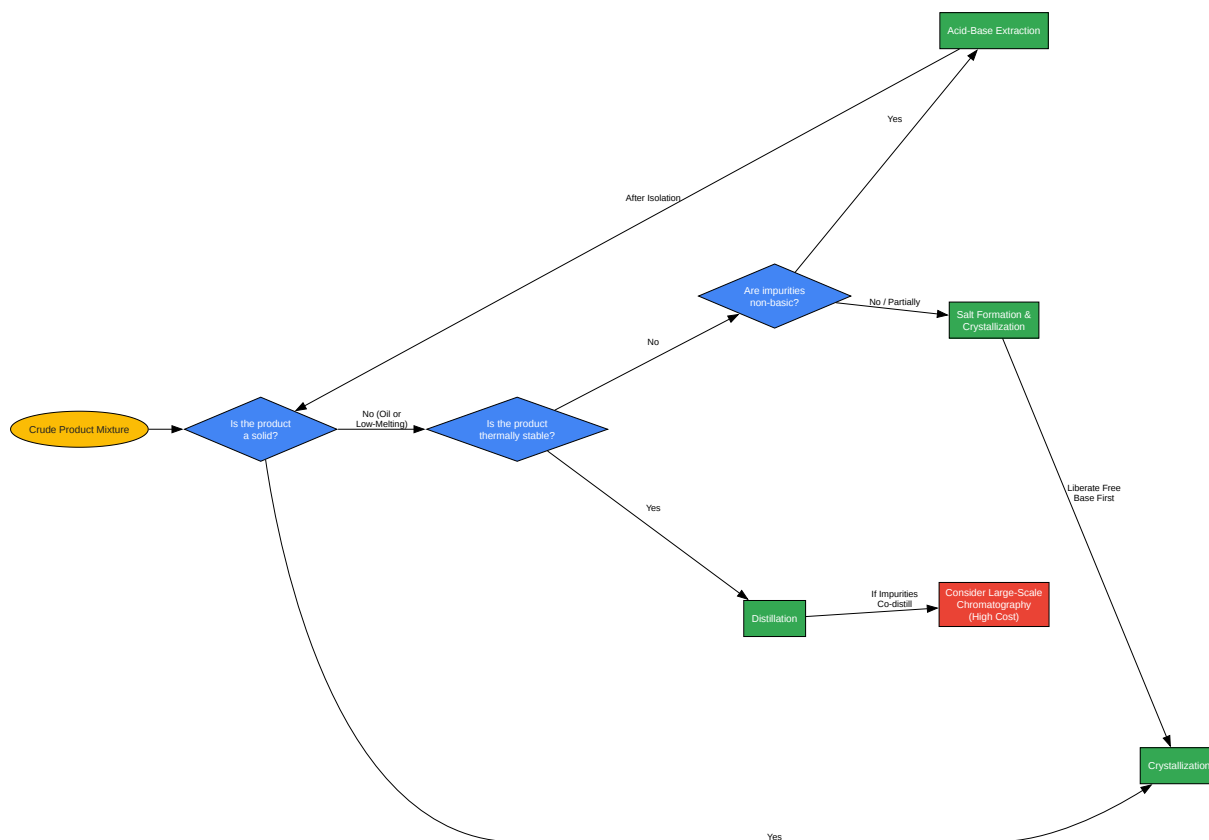 Acid-Base Extraction
Yes
After Isolation
Are impurities
non-basic?
No / Partially
Salt Formation &
Crystallization
No
Crude Product Mixture
Is the product
a solid?
No (Oil or
Low-Melting)
Is the product
thermally stable?
Yes
Liberate Free
Base First
Distillation
If Impurities
Co-distill
Consider Large-Scale
Chromatography
(High Cost)
Crystallization
Yes